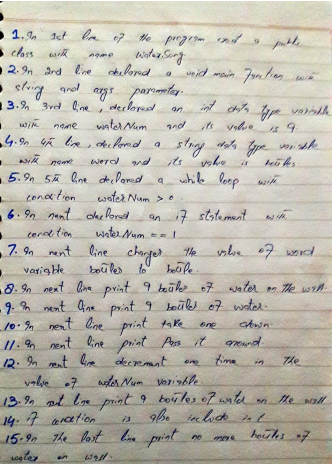 1. In 1st line of the program creat a public
class with name WaterSong
2. In 2nd line declared a void main function with
string and args parameter.
3. In 3rd line, declared an int data type variable
with name waterNum and its value is 9.
4. In 4th line, declared a string data type variable
with name word and its value is bottles
5. In 5th line declared a while loop with
condition waterNum > 0
6. In next declared an if statement with
condition waterNum == 1
7. In next line changes the value of word
variable bottles to bottle.
8. In next line print 9 bottles of water on the wall.
9. In next line print 9 bottles of water.
10. In next line print take one down
11. In next line print Pass it around.
12. In next line decrement one time in the
value of waterNum variable
13. In next line print 9 bottles of water on the wall
14. if condition is also include in
15. In the last line print no more bottles of
water on wall.